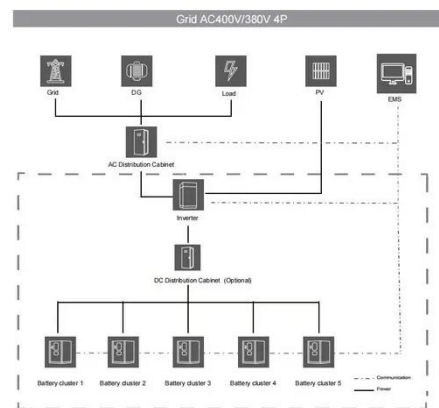 Grid AC400V/380V 4P
Grid
DG
Load
PV
EMS
AC Distribution Cabinet
Inverter
DC Distribution Cabinet (Optional)
Battery cluster 1
Battery cluster 2
Battery cluster 3
Battery cluster 4
Battery cluster 5
Communication
Power